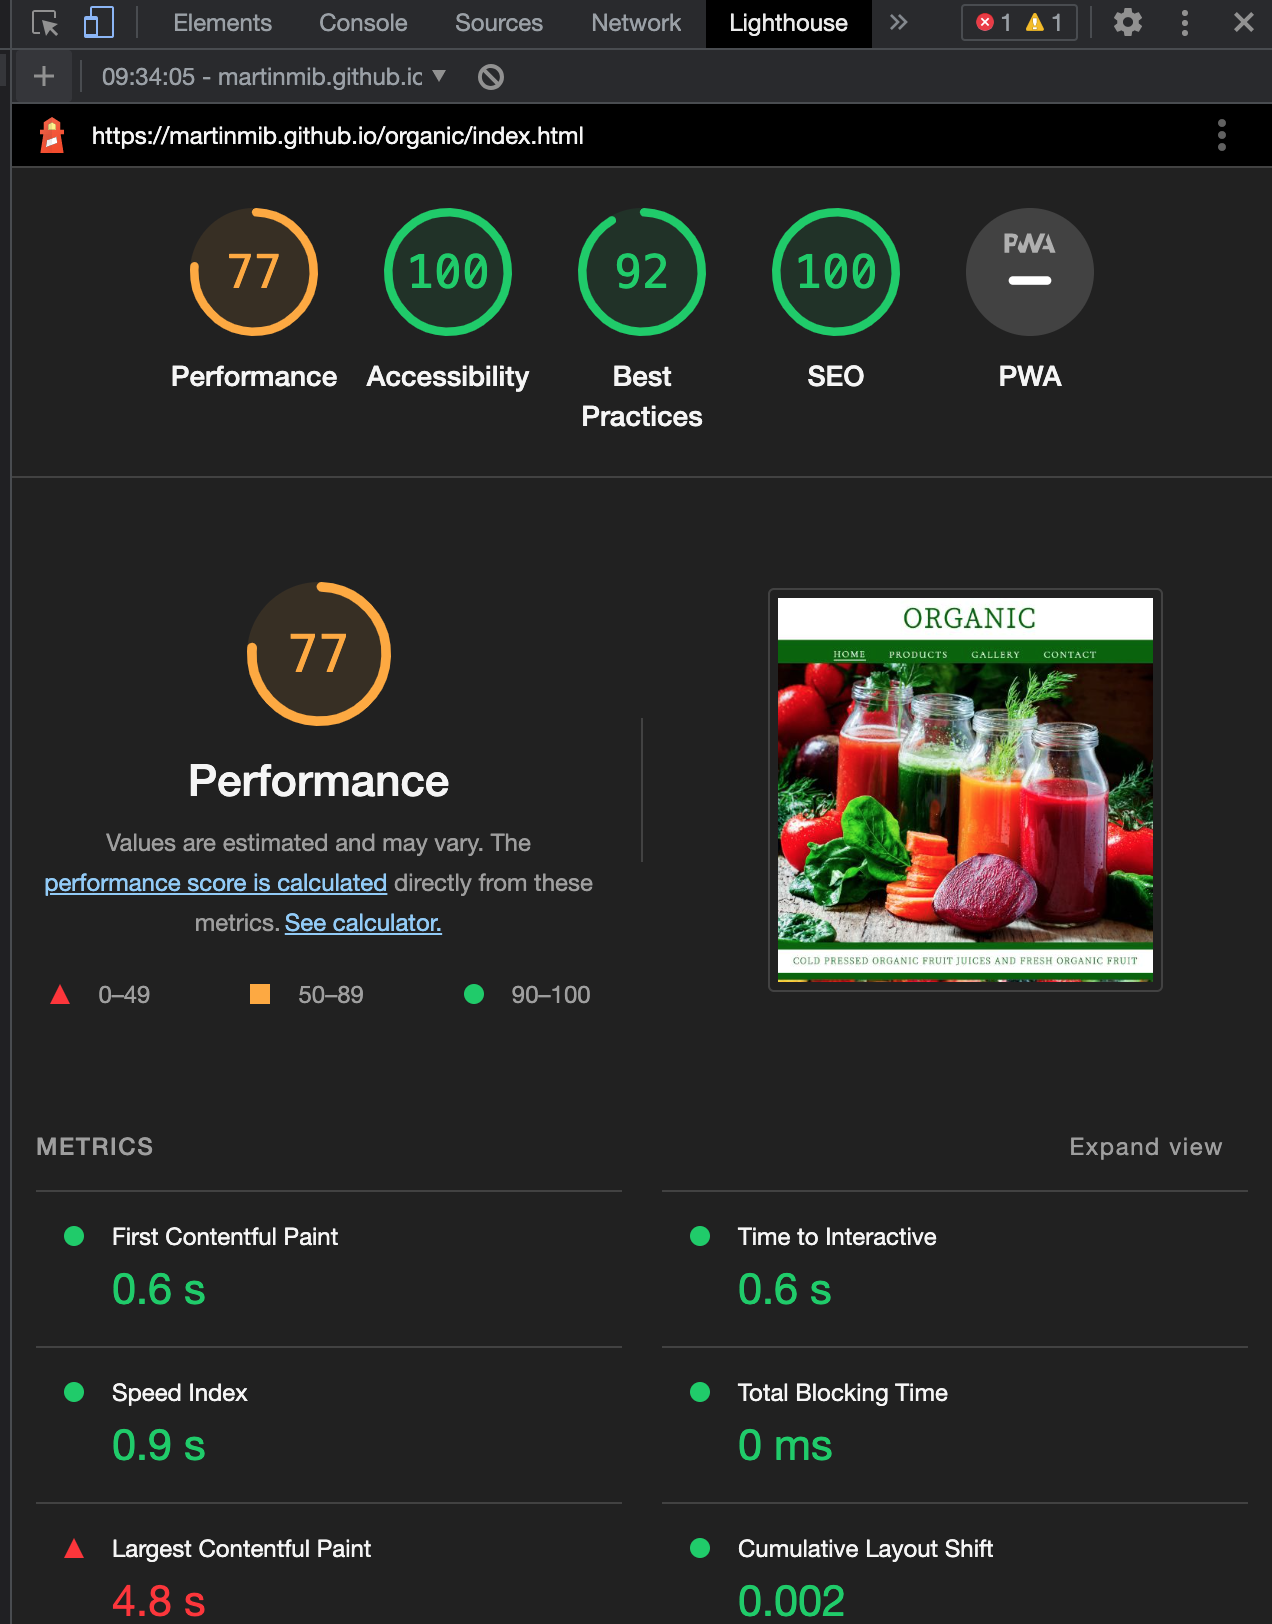 Elements Console Sources Network Lighthouse » 1 1
09:34:05 - martinmib.github.io
https://martinmib.github.io/organic/index.html
77 100 92 100 PWA
Performance Accessibility Best Practices SEO PWA
77
Performance
Values are estimated and may vary. The
performance score is calculated directly from these
metrics. See calculator.
0–49 50–89 90–100
ORGANIC
HOME PRODUCTS GALLERY CONTACT
COLD PRESSED ORGANIC FRUIT JUICES AND FRESH ORGANIC FRUIT
METRICS Expand view
First Contentful Paint
0.6 s
Time to Interactive
0.6 s
Speed Index
0.9 s
Total Blocking Time
0 ms
Largest Contentful Paint
4.8 s
Cumulative Layout Shift
0.002